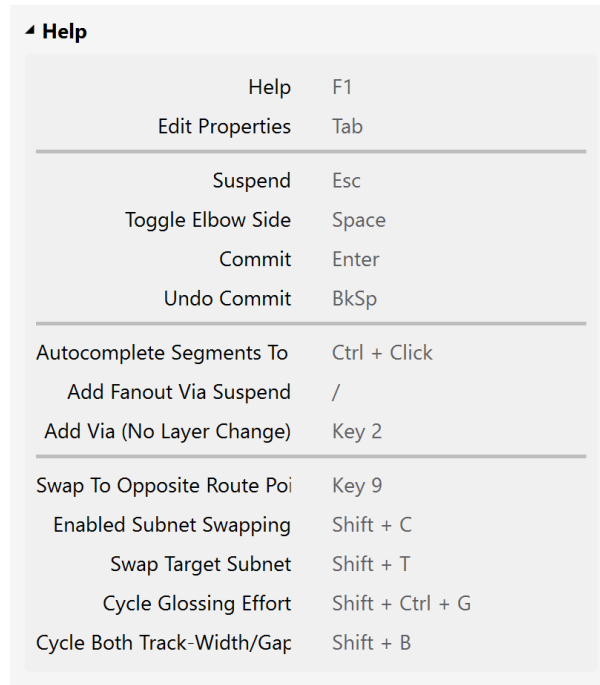 Help
Help F1
Edit Properties Tab
Suspend Esc
Toggle Elbow Side Space
Commit Enter
Undo Commit BkSp
Autocomplete Segments To Ctrl + Click
Add Fanout Via Suspend /
Add Via (No Layer Change) Key 2
Swap To Opposite Route Poi Key 9
Enabled Subnet Swapping Shift + C
Swap Target Subnet Shift + T
Cycle Glossing Effort Shift + Ctrl + G
Cycle Both Track-Width/Gap Shift + B